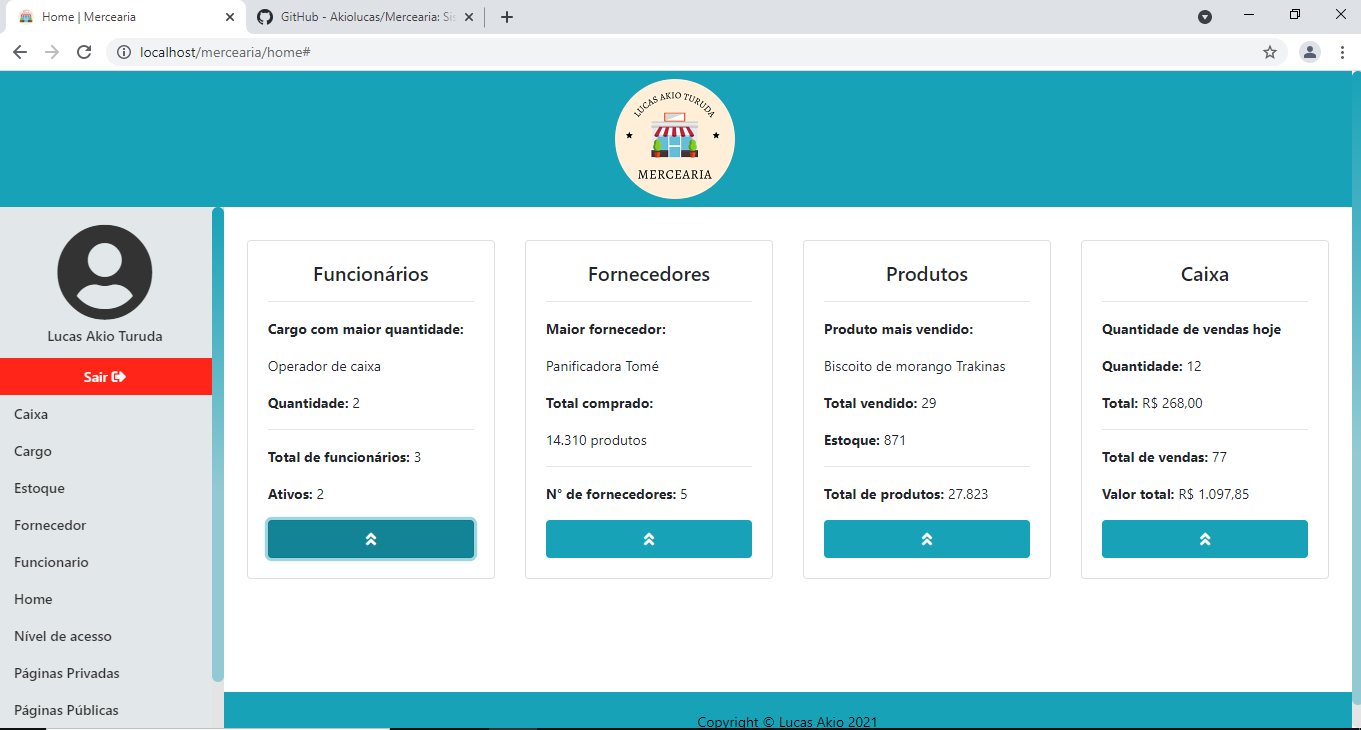 Home | Mercearia
GitHub - Akiolucas/Mercearia: Sis
localhost/mercearia/home#
LUCAS AKIO TURUDA
MERCEARIA
Lucas Akio Turuda
Sair
Caixa
Cargo
Estoque
Fornecedor
Funcionario
Home
Nível de acesso
Páginas Privadas
Páginas Públicas
Funcionários
Cargo com maior quantidade:
Operador de caixa
Quantidade: 2
Total de funcionários: 3
Ativos: 2
Fornecedores
Maior fornecedor:
Panificadora Tomé
Total comprado:
14.310 produtos
N° de fornecedores: 5
Produtos
Produto mais vendido:
Biscoito de morango Trakinas
Total vendido: 29
Estoque: 871
Total de produtos: 27.823
Caixa
Quantidade de vendas hoje
Quantidade: 12
Total: R$ 268,00
Total de vendas: 77
Valor total: R$ 1.097,85
Copyright © Lucas Akio 2021